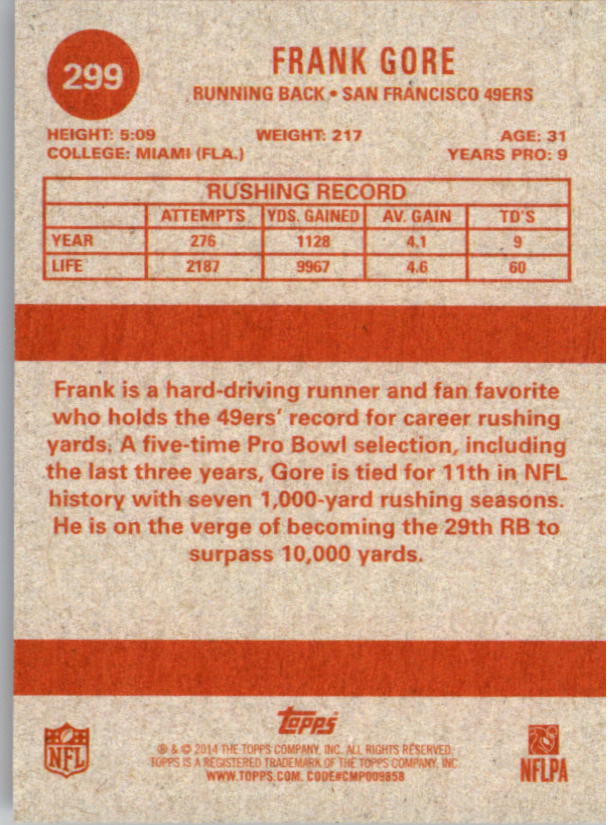 299
FRANK GORE
RUNNING BACK • SAN FRANCISCO 49ERS
HEIGHT: 5:09 WEIGHT: 217 AGE: 31
COLLEGE: MIAMI (FLA.) YEARS PRO: 9
RUSHING RECORD
ATTEMPTS YDS. GAINED AV. GAIN TD'S
YEAR 276 1128 4.1 9
LIFE 2187 9967 4.6 60
Frank is a hard-driving runner and fan favorite
who holds the 49ers' record for career rushing
yards. A five-time Pro Bowl selection, including
the last three years, Gore is tied for 11th in NFL
history with seven 1,000-yard rushing seasons.
He is on the verge of becoming the 29th RB to
surpass 10,000 yards.
Topps
® & © 2014 THE TOPPS COMPANY, INC. ALL RIGHTS RESERVED.
TOPPS IS A REGISTERED TRADEMARK OF THE TOPPS COMPANY, INC
WWW.TOPPS.COM. CODE#CMP009858
NFL
NFLPA